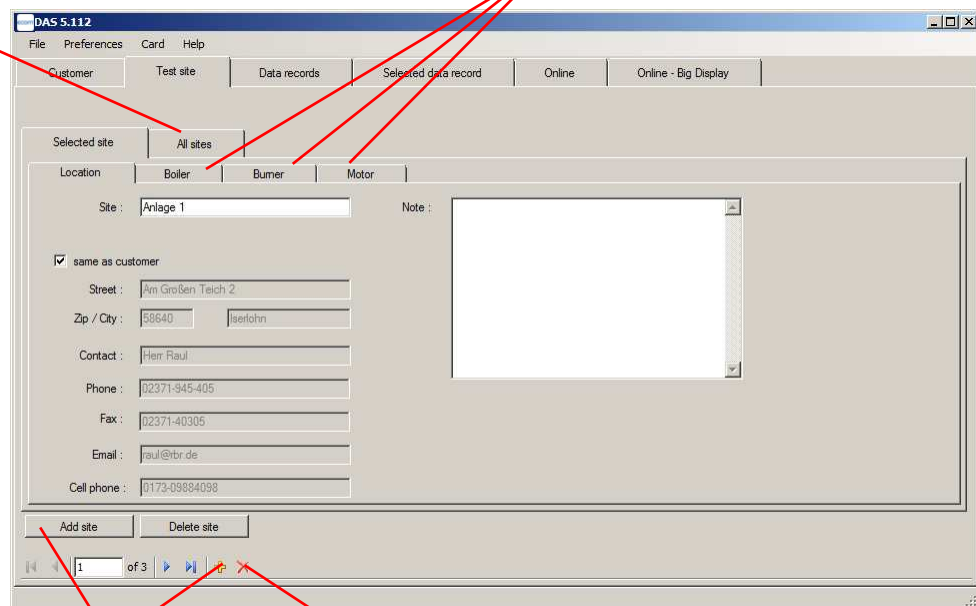 DAS 5.112
File Preferences Card Help
Customer Test site Data records Selected data record Online Online - Big Display
Selected site All sites
Location Boiler Burner Motor
Site : Anlage 1 Note :
same as customer
Street : Am Großen Teich 2
Zip / City : 58640 Iserlohn
Contact : Herr Raul
Phone : 02371-945-405
Fax : 02371-40305
Email : raul@rbr.de
Cell phone : 0173-09884098
Add site Delete site
1 of 3